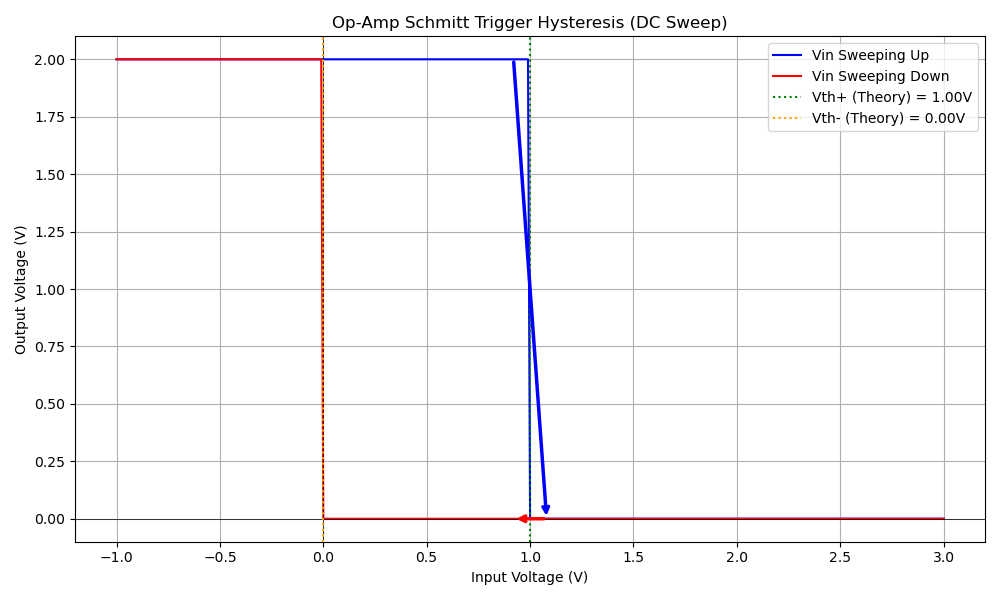 Op-Amp Schmitt Trigger Hysteresis (DC Sweep)
Vin Sweeping Up
Vin Sweeping Down
Vth+ (Theory) = 1.00V
Vth- (Theory) = 0.00V
Output Voltage (V)
2.00
1.75
1.50
1.25
1.00
0.75
0.50
0.25
0.00
−1.0 −0.5 0.0 0.5 1.0 1.5 2.0 2.5 3.0
Input Voltage (V)